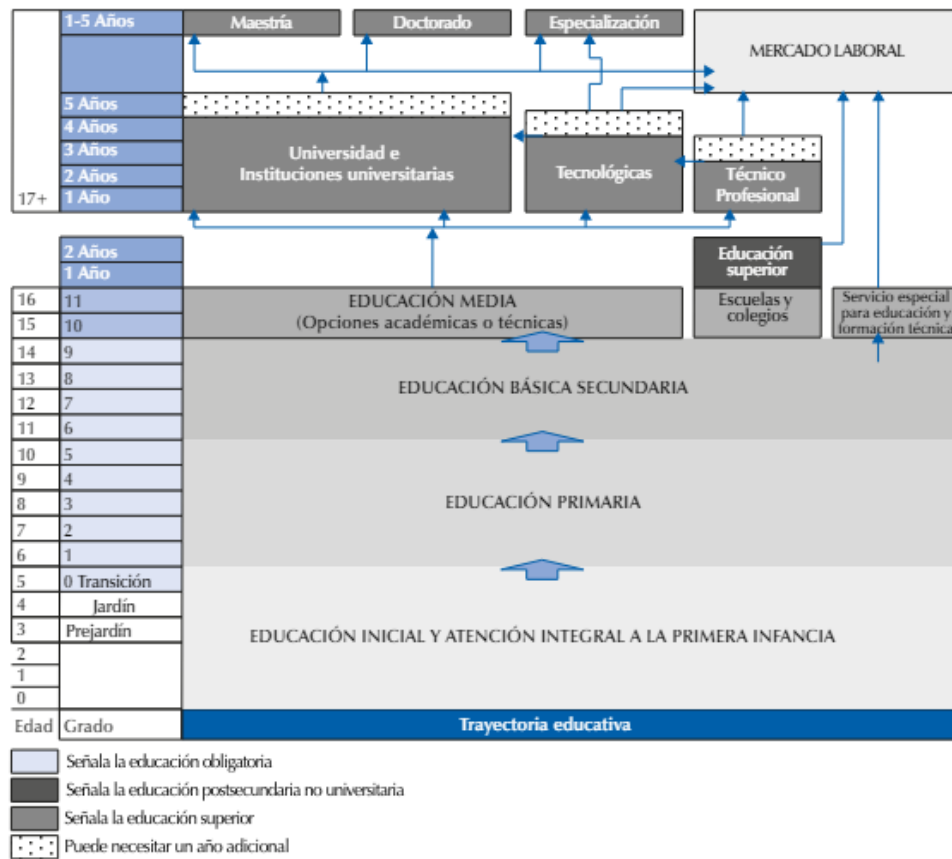 1-5 Años
Maestría
Doctorado
Especialización
MERCADO LABORAL
5 Años
4 Años
3 Años
2 Años
1 Año
17+
Universidad e
Instituciones universitarias
Tecnológicas
Técnico
Profesional
2 Años
1 Año
Educación
superior
16
11
15
10
EDUCACIÓN MEDIA
(Opciones académicas o técnicas)
Escuelas y
colegios
Servicio especial
para educación y
formación técnica
14
9
13
8
12
7
11
6
EDUCACIÓN BÁSICA SECUNDARIA
10
5
9
4
8
3
7
2
6
1
EDUCACIÓN PRIMARIA
5
0 Transición
4
Jardín
3
Prejardín
2
1
0
EDUCACIÓN INICIAL Y ATENCIÓN INTEGRAL A LA PRIMERA INFANCIA
Edad
Grado
Trayectoria educativa
Señala la educación obligatoria
Señala la educación postsecundaria no universitaria
Señala la educación superior
Puede necesitar un año adicional